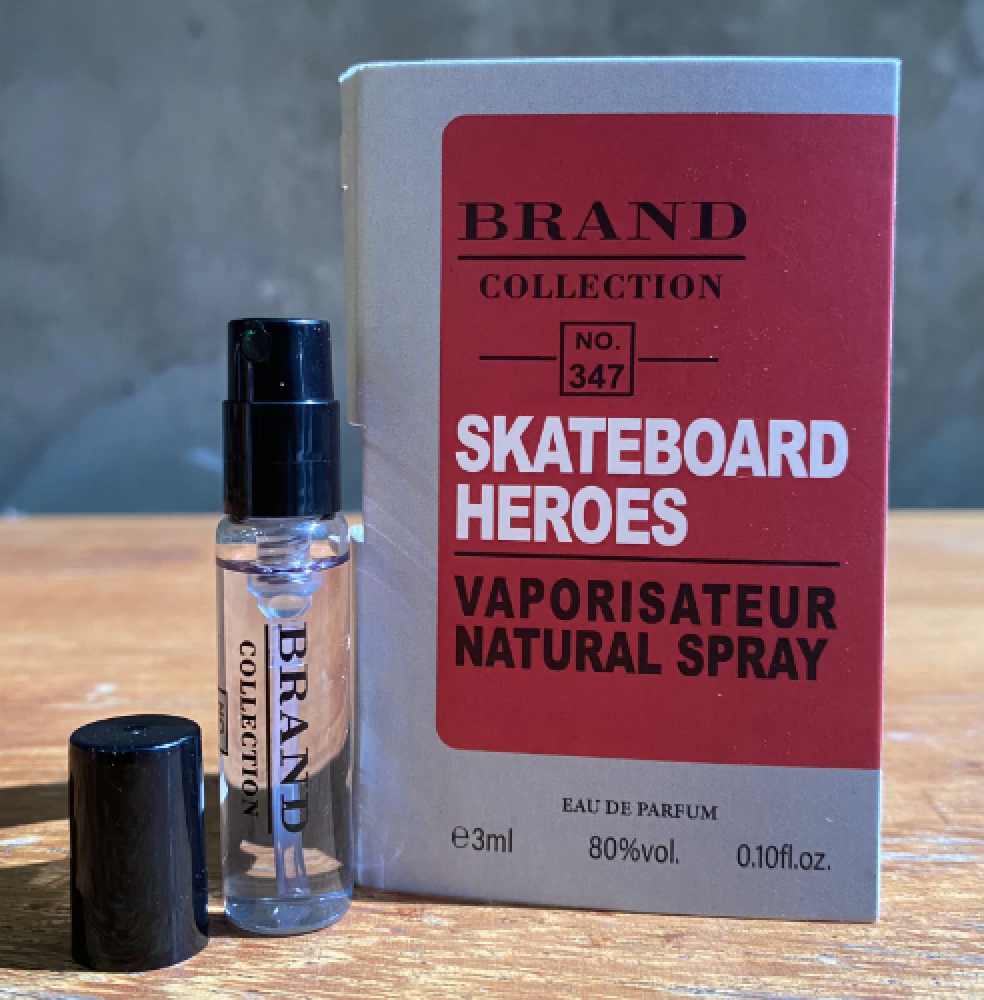 BRAND
COLLECTION
NO.
347
SKATEBOARD
HEROES
VAPORISATEUR
NATURAL SPRAY
EAU DE PARFUM
℮3ml 80%vol. 0.10fl.oz.
BRAND
COLLECTION